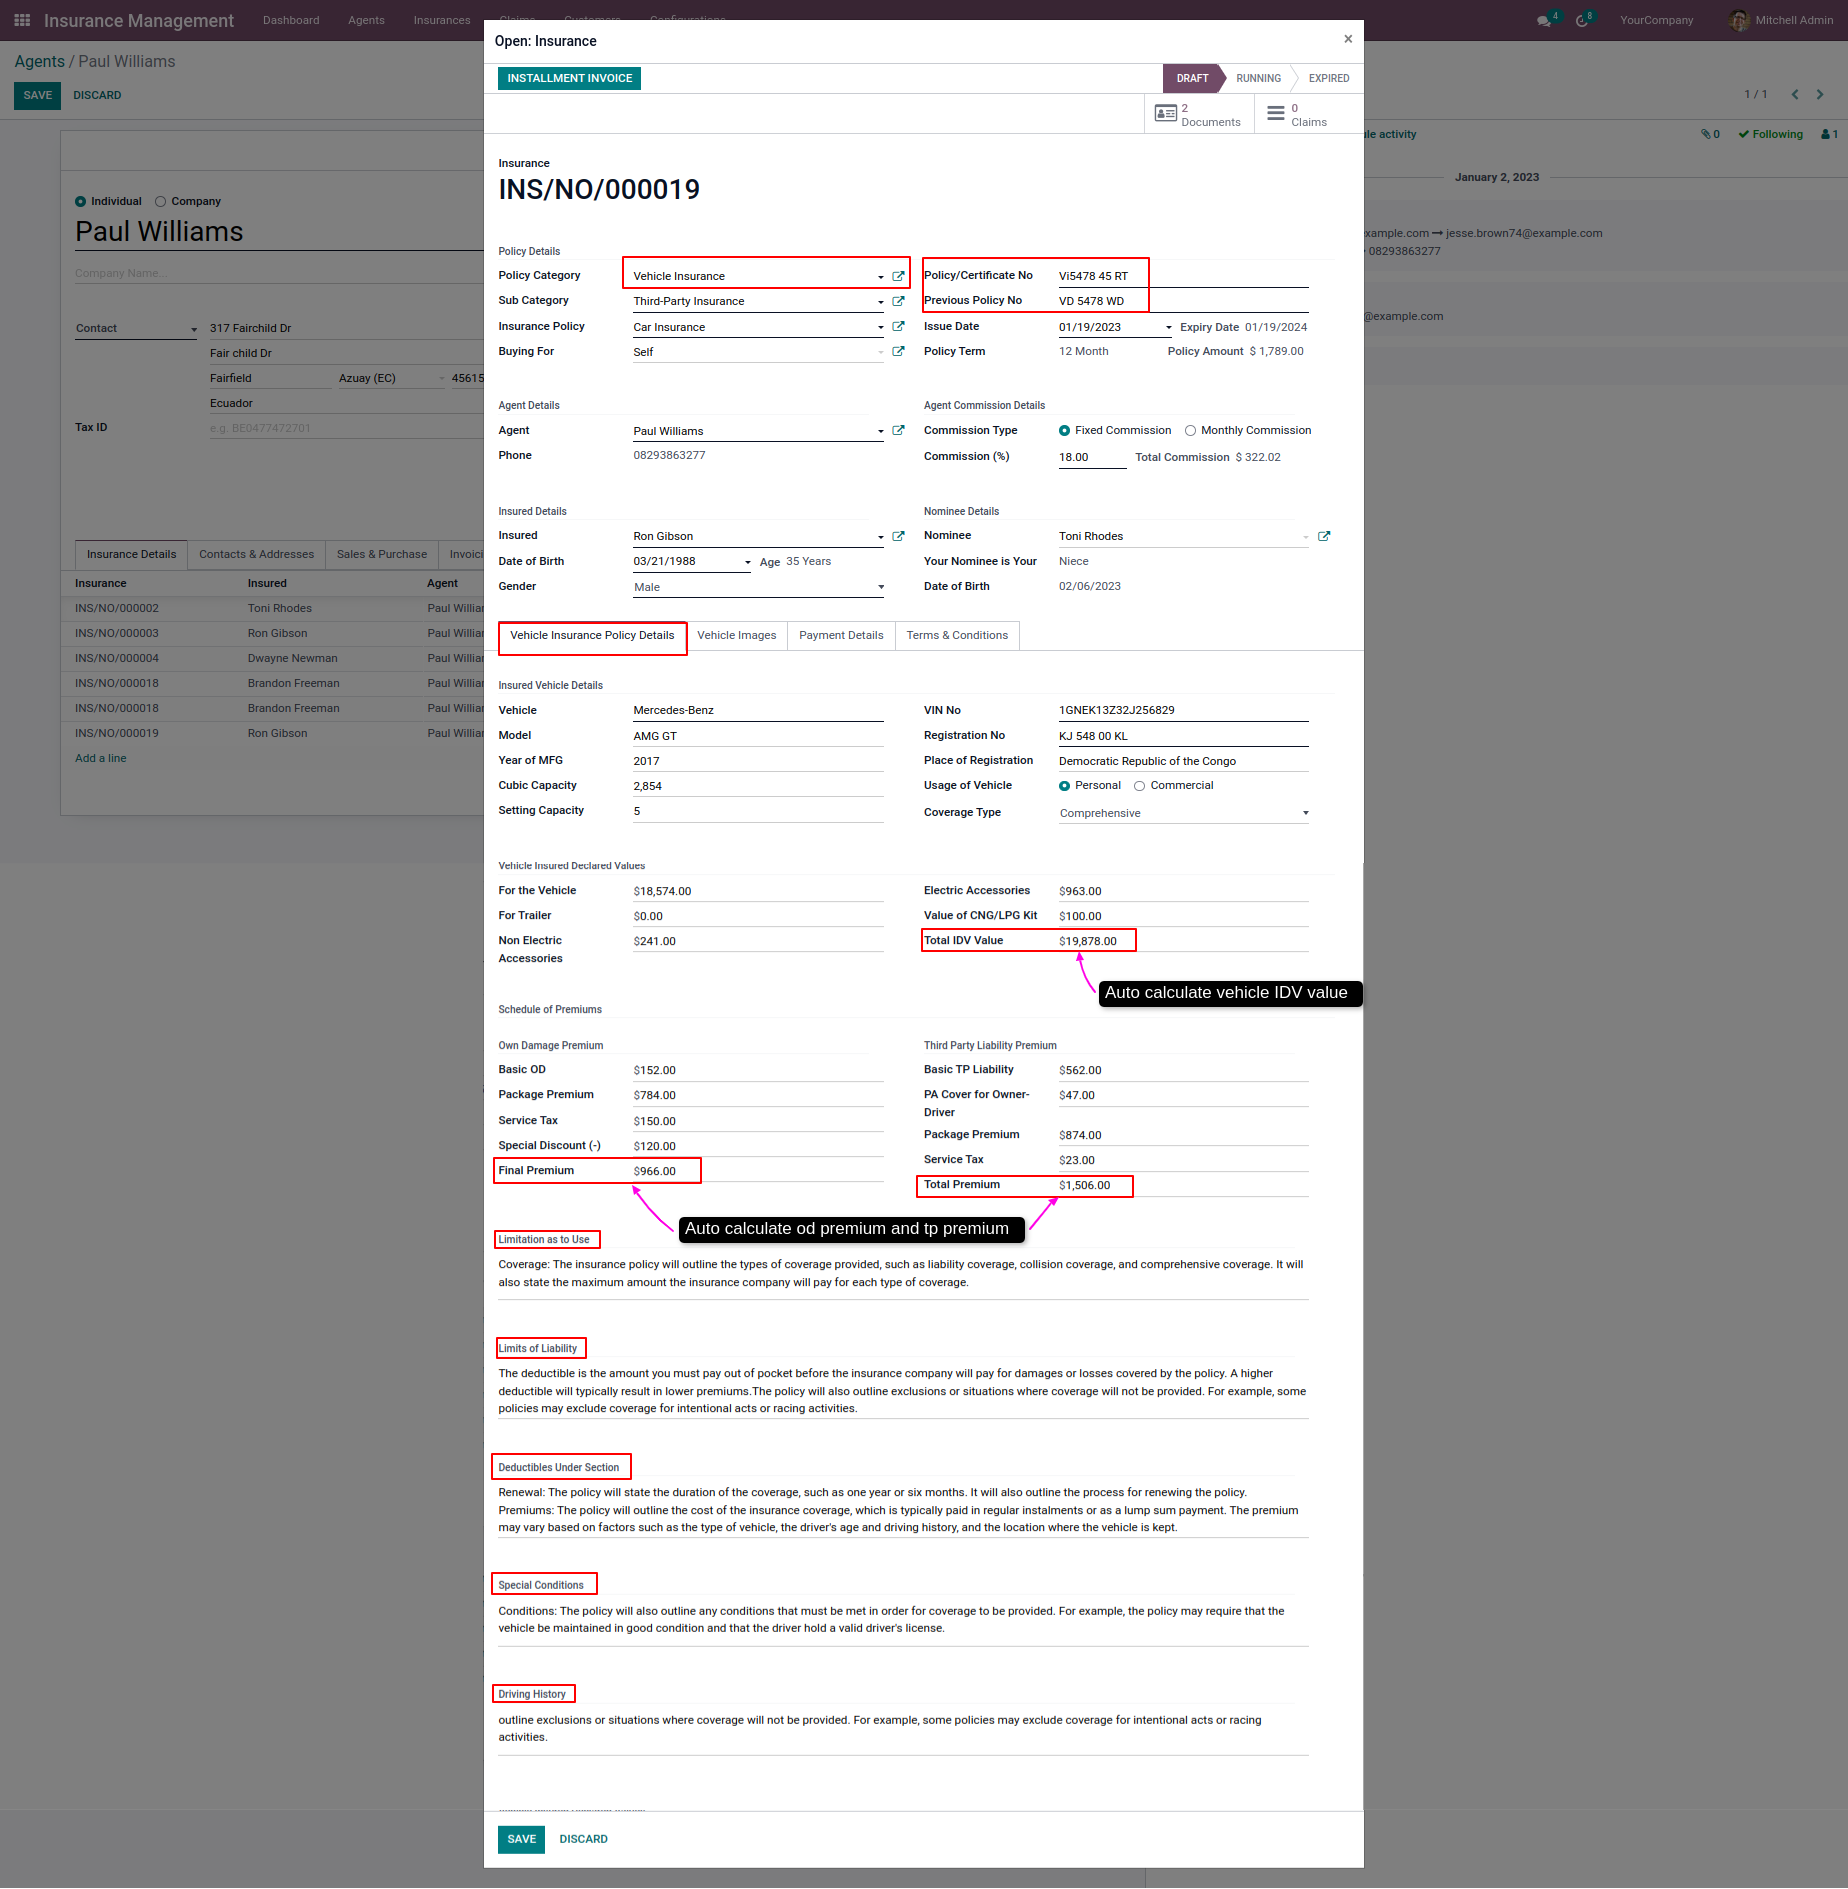 Insurance Management
Dashboard
Agents
Insurances
Claims
Customers
Configurations
4
8
YourCompany
Mitchell Admin
Agents / Paul Williams
SAVE
DISCARD
1 / 1
Individual
Company
Paul Williams
Company Name...
Contact
317 Fairchild Dr
Fair child Dr
Fairfield
Azuay (EC)
45615
Ecuador
Tax ID
e.g. BE0477472701
Insurance Details
Contacts & Addresses
Sales & Purchase
Insurance
Insured
Agent
INS/NO/000002
Toni Rhodes
Paul
INS/NO/000003
Ron Gibson
Paul
INS/NO/000004
Dwayne Newman
Paul
INS/NO/000018
Brandon Freeman
Paul
INS/NO/000018
Brandon Freeman
Paul
INS/NO/000019
Ron Gibson
Paul
Add a line
Open: Insurance
×
INSTALLMENT INVOICE
DRAFT
RUNNING
EXPIRED
2
Documents
0
Claims
Insurance
INS/NO/000019
Policy Details
Policy Category
Vehicle Insurance
Policy/Certificate No
Vi5478 45 RT
Sub Category
Third-Party Insurance
Previous Policy No
VD 5478 WD
Insurance Policy
Car Insurance
Issue Date
01/19/2023
Expiry Date 01/19/2024
Buying For
Self
Policy Term
12 Month
Policy Amount $ 1,789.00
Agent Details
Agent Commission Details
Agent
Paul Williams
Commission Type
Fixed Commission
Monthly Commission
Phone
08293863277
Commission (%)
18.00
Total Commission $ 322.02
Insured Details
Nominee Details
Insured
Ron Gibson
Nominee
Toni Rhodes
Date of Birth
03/21/1988
Age 35 Years
Your Nominee is Your
Niece
Gender
Male
Date of Birth
02/06/2023
Vehicle Insurance Policy Details
Vehicle Images
Payment Details
Terms & Conditions
Insured Vehicle Details
Vehicle
Mercedes-Benz
VIN No
1GNEK13Z32J256829
Model
AMG GT
Registration No
KJ 548 00 KL
Year of MFG
2017
Place of Registration
Democratic Republic of the Congo
Cubic Capacity
2,854
Usage of Vehicle
Personal
Commercial
Setting Capacity
5
Coverage Type
Comprehensive
Vehicle Insured Declared Values
For the Vehicle
$18,574.00
Electric Accessories
$963.00
For Trailer
$0.00
Value of CNG/LPG Kit
$100.00
Non Electric
Accessories
$241.00
Total IDV Value
$19,878.00
Auto calculate vehicle IDV value
Schedule of Premiums
Own Damage Premium
Third Party Liability Premium
Basic OD
$152.00
Basic TP Liability
$562.00
Package Premium
$784.00
PA Cover for Owner-
Driver
$47.00
Service Tax
$150.00
Package Premium
$874.00
Special Discount (-)
$120.00
Service Tax
$23.00
Final Premium
$966.00
Total Premium
$1,506.00
Auto calculate od premium and tp premium
Limitation as to Use
Coverage: The insurance policy will outline the types of coverage provided, such as liability coverage, collision coverage, and comprehensive coverage. It will
also state the maximum amount the insurance company will pay for each type of coverage.
Limits of Liability
The deductible is the amount you must pay out of pocket before the insurance company will pay for damages or losses covered by the policy. A higher
deductible will typically result in lower premiums.The policy will also outline exclusions or situations where coverage will not be provided. For example, some
policies may exclude coverage for intentional acts or racing activities.
Deductibles Under Section
Renewal: The policy will state the duration of the coverage, such as one year or six months. It will also outline the process for renewing the policy.
Premiums: The policy will outline the cost of the insurance coverage, which is typically paid in regular instalments or as a lump sum payment. The premium
may vary based on factors such as the type of vehicle, the driver's age and driving history, and the location where the vehicle is kept.
Special Conditions
Conditions: The policy will also outline any conditions that must be met in order for coverage to be provided. For example, the policy may require that the
vehicle be maintained in good condition and that the driver hold a valid driver's license.
Driving History
outline exclusions or situations where coverage will not be provided. For example, some policies may exclude coverage for intentional acts or racing
activities.
SAVE
DISCARD
activity
0
Following
1
January 2, 2023
jesse.brown74@example.com
08293863277
@example.com